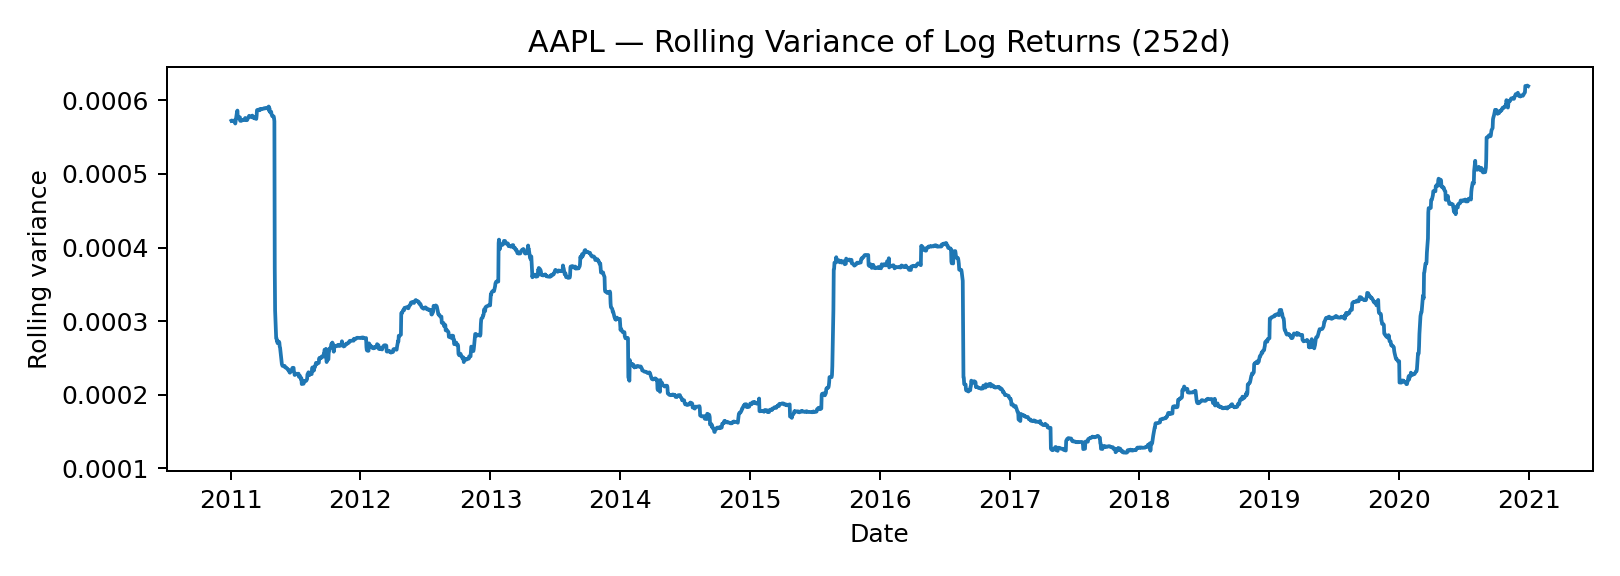 AAPL — Rolling Variance of Log Returns (252d)
Rolling variance
0.0006
0.0005
0.0004
0.0003
0.0002
0.0001
2011 2012 2013 2014 2015 2016 2017 2018 2019 2020 2021
Date